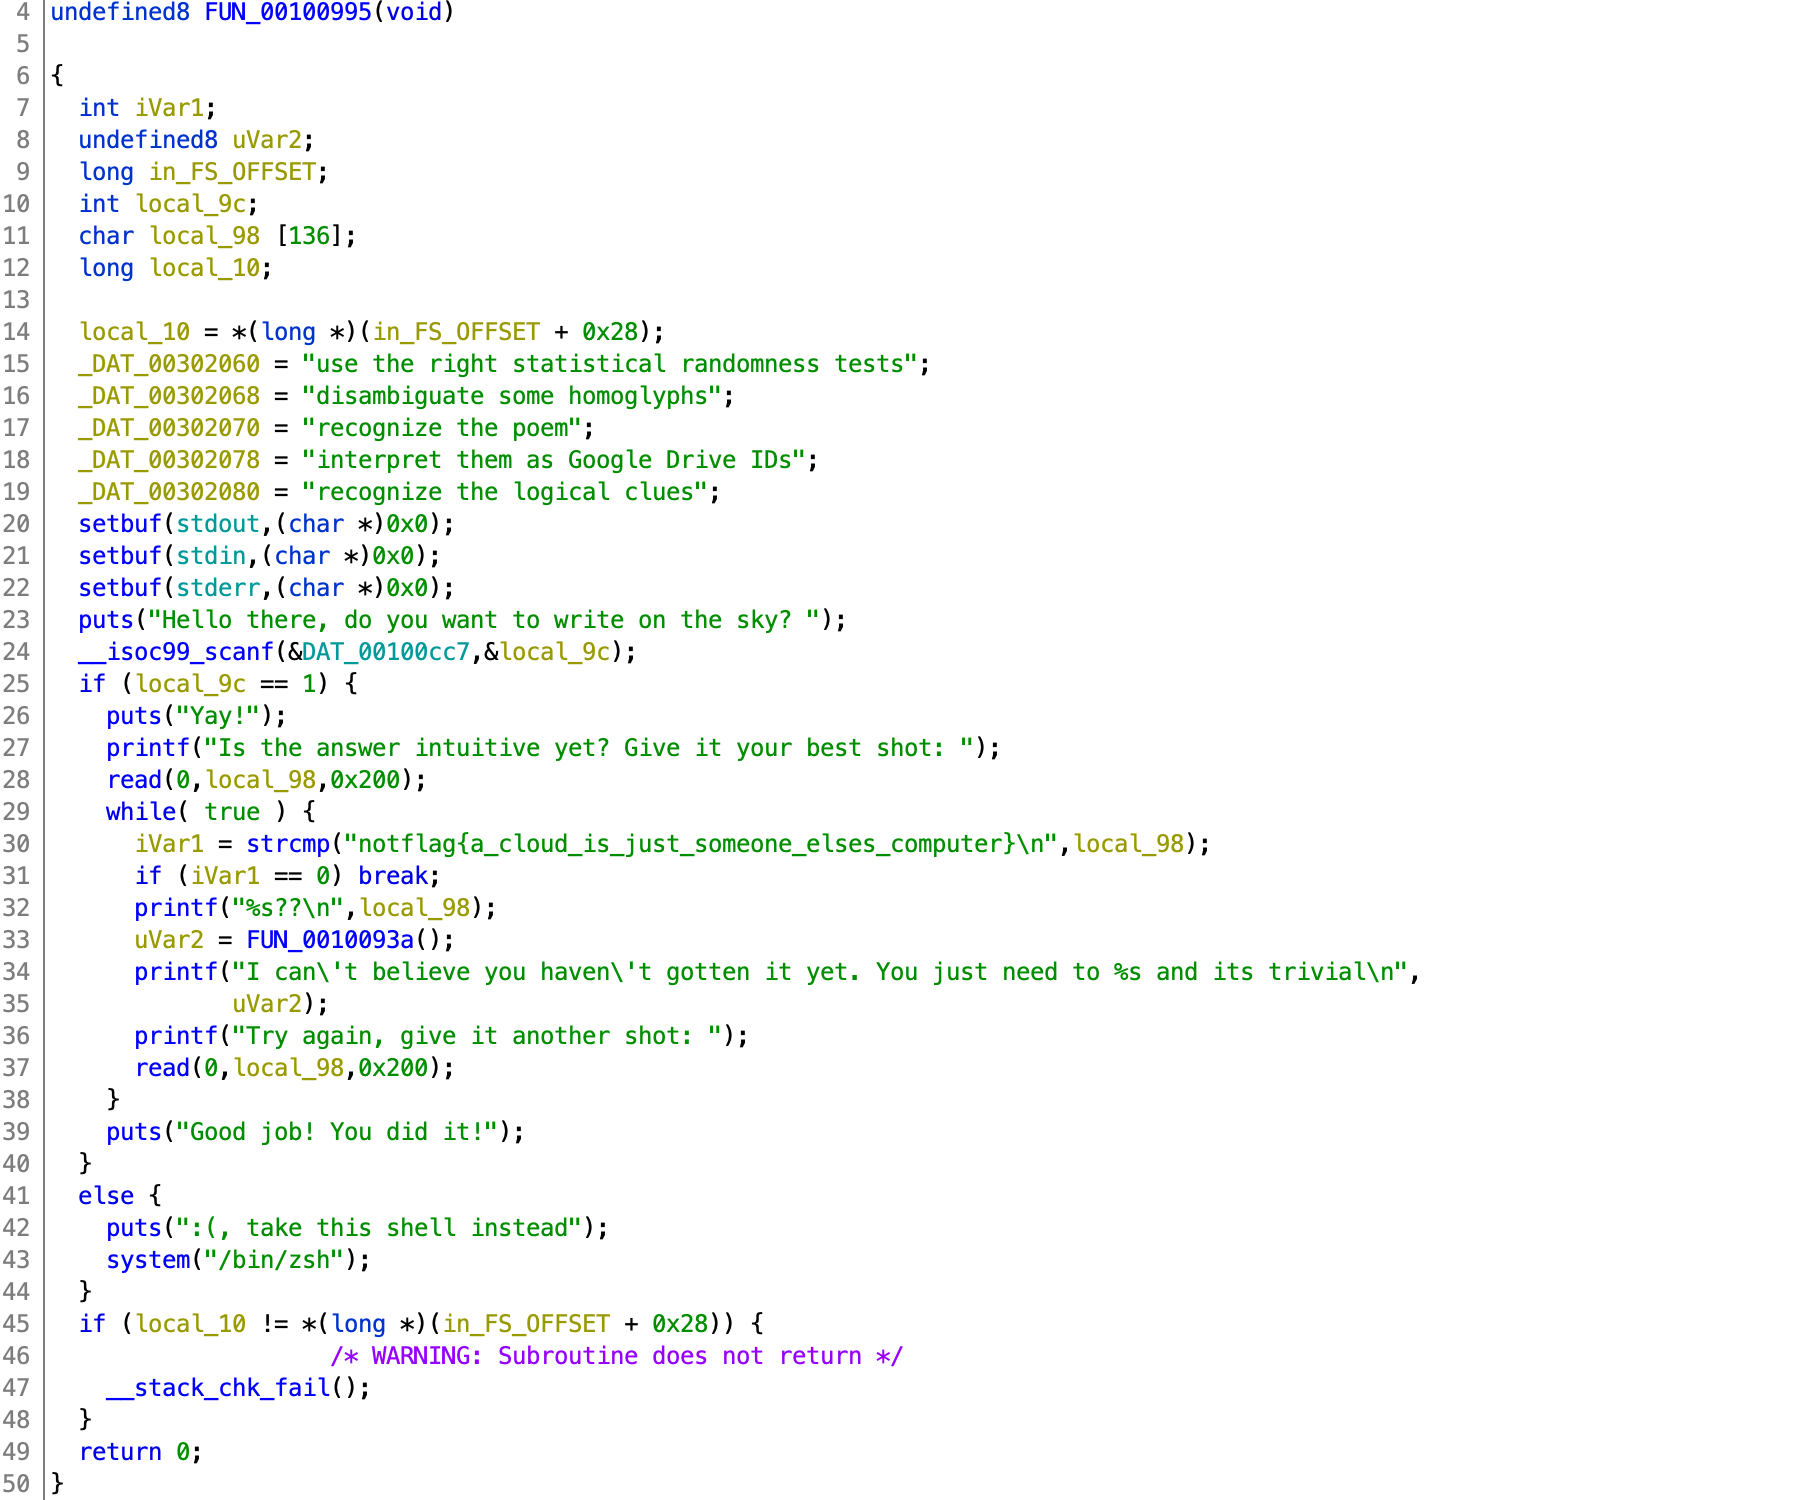 4 undefined8 FUN_00100995(void)
5
6 {
7   int iVar1;
8   undefined8 uVar2;
9   long in_FS_OFFSET;
10   int local_9c;
11   char local_98 [136];
12   long local_10;
13
14   local_10 = *(long *)(in_FS_OFFSET + 0x28);
15   _DAT_00302060 = "use the right statistical randomness tests";
16   _DAT_00302068 = "disambiguate some homoglyphs";
17   _DAT_00302070 = "recognize the poem";
18   _DAT_00302078 = "interpret them as Google Drive IDs";
19   _DAT_00302080 = "recognize the logical clues";
20   setbuf(stdout,(char *)0x0);
21   setbuf(stdin,(char *)0x0);
22   setbuf(stderr,(char *)0x0);
23   puts("Hello there, do you want to write on the sky? ");
24   __isoc99_scanf(&DAT_00100cc7,&local_9c);
25   if (local_9c == 1) {
26     puts("Yay!");
27     printf("Is the answer intuitive yet? Give it your best shot: ");
28     read(0,local_98,0x200);
29     while( true ) {
30       iVar1 = strcmp("notflag{a_cloud_is_just_someone_elses_computer}\n",local_98);
31       if (iVar1 == 0) break;
32       printf("%s??\n",local_98);
33       uVar2 = FUN_0010093a();
34       printf("I can\'t believe you haven\'t gotten it yet. You just need to %s and its trivial\n",
35              uVar2);
36       printf("Try again, give it another shot: ");
37       read(0,local_98,0x200);
38     }
39     puts("Good job! You did it!");
40   }
41   else {
42     puts(":(, take this shell instead");
43     system("/bin/zsh");
44   }
45   if (local_10 != *(long *)(in_FS_OFFSET + 0x28)) {
46                     /* WARNING: Subroutine does not return */
47     __stack_chk_fail();
48   }
49   return 0;
50 }